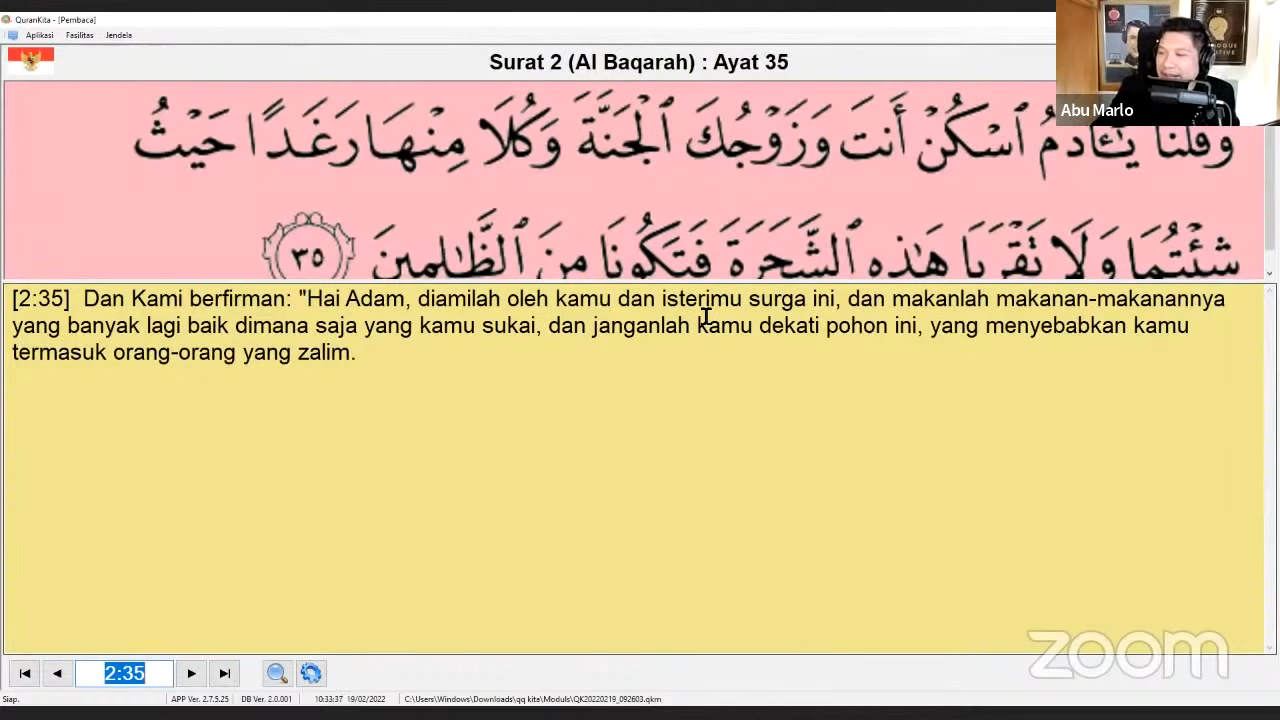 QuranKita - [Pembaca]
Aplikasi Fasilitas Jendela
Surat 2 (Al Baqarah) : Ayat 35
Abu Marlo
وَقُلْنَا يَـٰٓـَٔادَمُ ٱسْكُنْ أَنتَ وَزَوْجُكَ ٱلْجَنَّةَ وَكُلَا مِنْهَا رَغَدًا حَيْثُ
شِئْتُمَا وَلَا تَقْرَبَا هَـٰذِهِ ٱلشَّجَرَةَ فَتَكُونَا مِنَ ٱلظَّـٰلِمِينَ ٣٥
[2:35] Dan Kami berfirman: "Hai Adam, diamilah oleh kamu dan isterimu surga ini, dan makanlah makanan-makanannya
yang banyak lagi baik dimana saja yang kamu sukai, dan janganlah kamu dekati pohon ini, yang menyebabkan kamu
termasuk orang-orang yang zalim.
zoom
2:35
Siap. APP Ver. 2.7.5.25 DB Ver. 2.0.001 10:33:37 19/02/2022 C:\Users\Windows\Downloads\qq kita\Moduls\QK20220219_092603.qkm